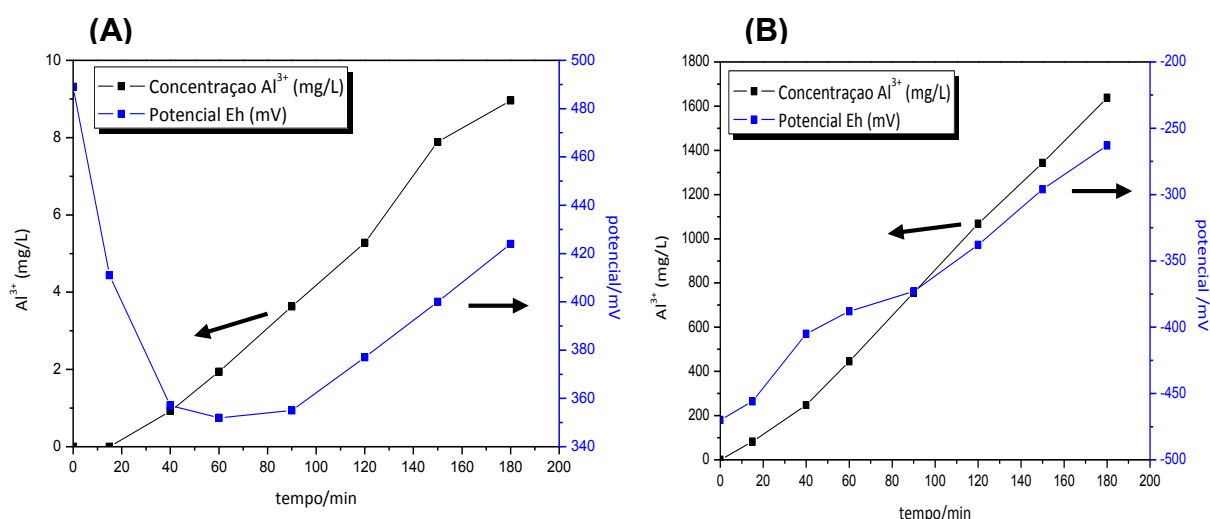 (A)
10
8
6
4
2
0
Al³⁺ (mg/L)
Concentraçao Al³⁺ (mg/L)
Potencial Eh (mV)
500
480
460
440
420
400
380
360
340
potencial/mV
0 20 40 60 80 100 120 140 160 180 200
tempo/min
(B)
1800
1600
1400
1200
1000
800
600
400
200
0
Al³⁺ (mg/L)
Concentraçao Al³⁺ (mg/L)
Potencial Eh (mV)
-200
-250
-300
-350
-400
-450
-500
potencial /mV
0 20 40 60 80 100 120 140 160 180 200
tempo/min